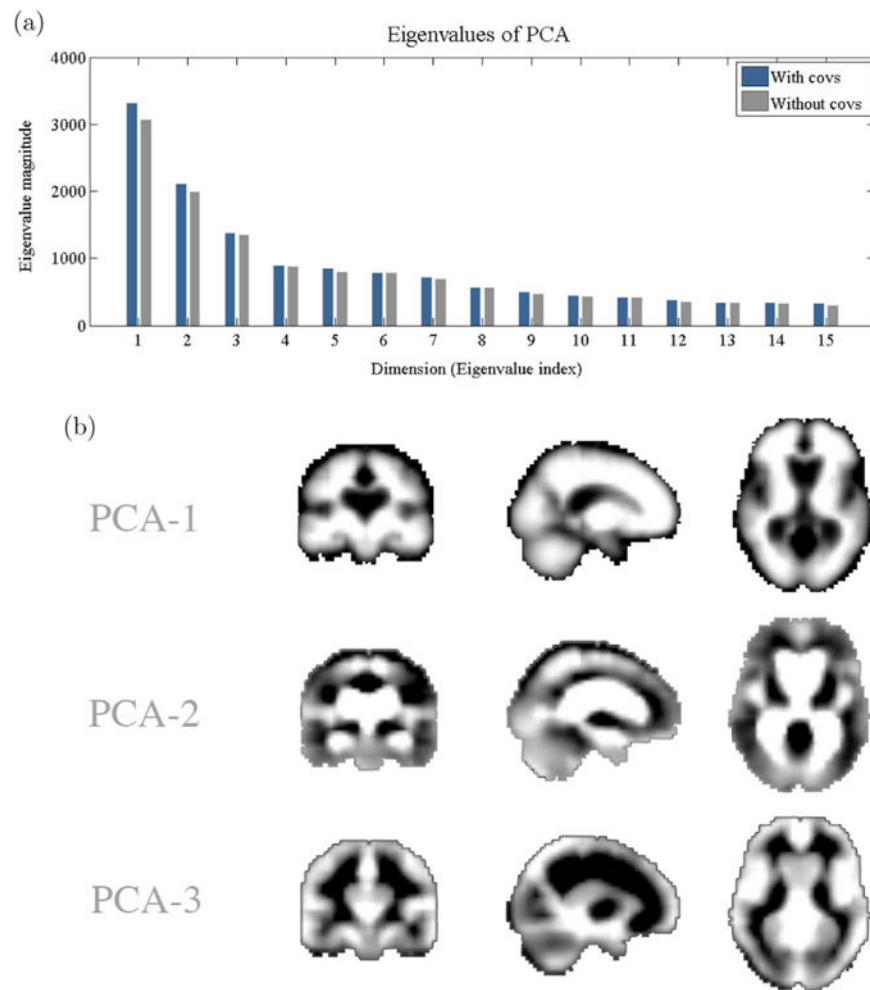 (a)
Eigenvalues of PCA
4000
3000
2000
1000
0
Eigenvalue magnitude
With covs
Without covs
1 2 3 4 5 6 7 8 9 10 11 12 13 14 15
Dimension (Eigenvalue index)
(b)
PCA-1
PCA-2
PCA-3